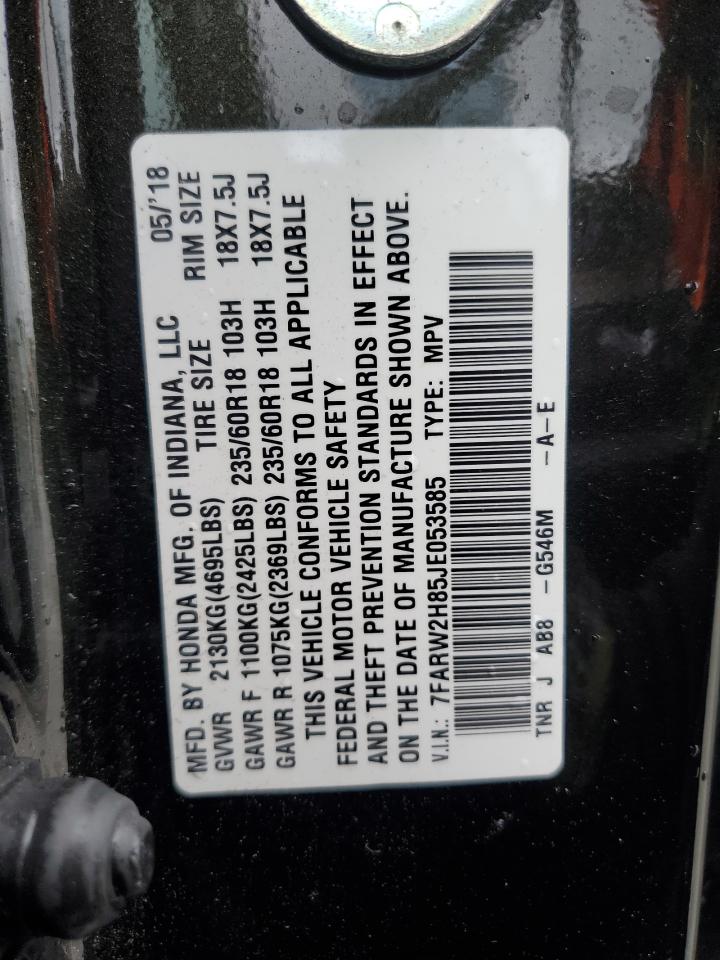 MFD. BY HONDA MFG. OF INDIANA, LLC 05/'18
GVWR 2130KG(4695LBS) TIRE SIZE RIM SIZE
GAWR F 1100KG(2425LBS) 235/60R18 103H 18X7.5J
GAWR R 1075KG(2369LBS) 235/60R18 103H 18X7.5J
THIS VEHICLE CONFORMS TO ALL APPLICABLE
FEDERAL MOTOR VEHICLE SAFETY
AND THEFT PREVENTION STANDARDS IN EFFECT
ON THE DATE OF MANUFACTURE SHOWN ABOVE.
V.I.N.: 7FARW2H85JE053585 TYPE: MPV
TNR J AB8 -G546M -A-E